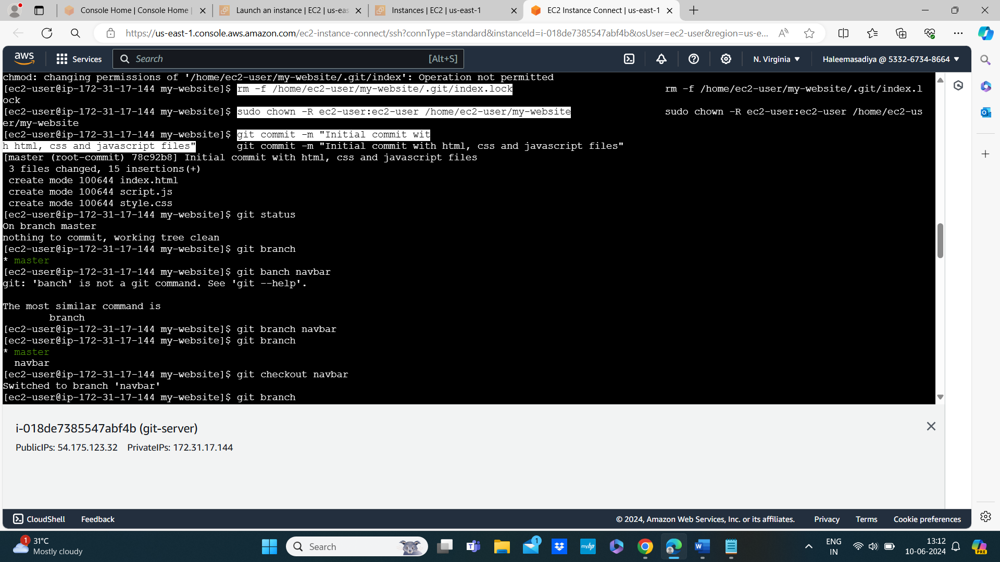 Console Home | Console Home |
Launch an instance | EC2 | us-eas
Instances | EC2 | us-east-1
EC2 Instance Connect | us-east-1
https://us-east-1.console.aws.amazon.com/ec2-instance-connect/ssh?connType=standard&instanceId=i-018de7385547abf4b&osUser=ec2-user&region=us-e...
aws
Services
Search
[Alt+S]
N. Virginia
Haleemasadiya @ 5332-6734-8664
chmod: changing permissions of '/home/ec2-user/my-website/.git/index': Operation not permitted
[ec2-user@ip-172-31-17-144 my-website]$ rm -f /home/ec2-user/my-website/.git/index.lock rm -f /home/ec2-user/my-website/.git/index.l
ock
[ec2-user@ip-172-31-17-144 my-website]$ sudo chown -R ec2-user:ec2-user /home/ec2-user/my-website sudo chown -R ec2-user:ec2-user /home/ec2-us
er/my-website
[ec2-user@ip-172-31-17-144 my-website]$ git commit -m "Initial commit wit
h html, css and javascript files" git commit -m "Initial commit with html, css and javascript files"
[master (root-commit) 78c92b8] Initial commit with html, css and javascript files
3 files changed, 15 insertions(+)
create mode 100644 index.html
create mode 100644 script.js
create mode 100644 style.css
[ec2-user@ip-172-31-17-144 my-website]$ git status
On branch master
nothing to commit, working tree clean
[ec2-user@ip-172-31-17-144 my-website]$ git branch
* master
[ec2-user@ip-172-31-17-144 my-website]$ git banch navbar
git: 'banch' is not a git command. See 'git --help'.
The most similar command is
branch
[ec2-user@ip-172-31-17-144 my-website]$ git branch navbar
[ec2-user@ip-172-31-17-144 my-website]$ git branch
* master
navbar
[ec2-user@ip-172-31-17-144 my-website]$ git checkout navbar
Switched to branch 'navbar'
[ec2-user@ip-172-31-17-144 my-website]$ git branch
i-018de7385547abf4b (git-server)
PublicIPs: 54.175.123.32 PrivateIPs: 172.31.17.144
CloudShell
Feedback
© 2024, Amazon Web Services, Inc. or its affiliates.
Privacy
Terms
Cookie preferences
1
31°C
Mostly cloudy
Search
1
myhp
ENG
IN
13:12
10-06-2024
PRE